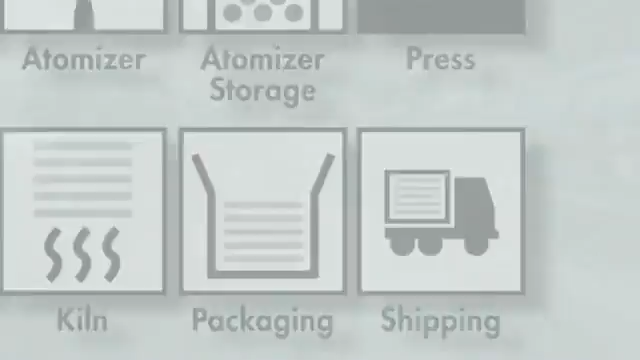 Atomizer
Atomizer
Storage
Press
Kiln
Packaging
Shipping